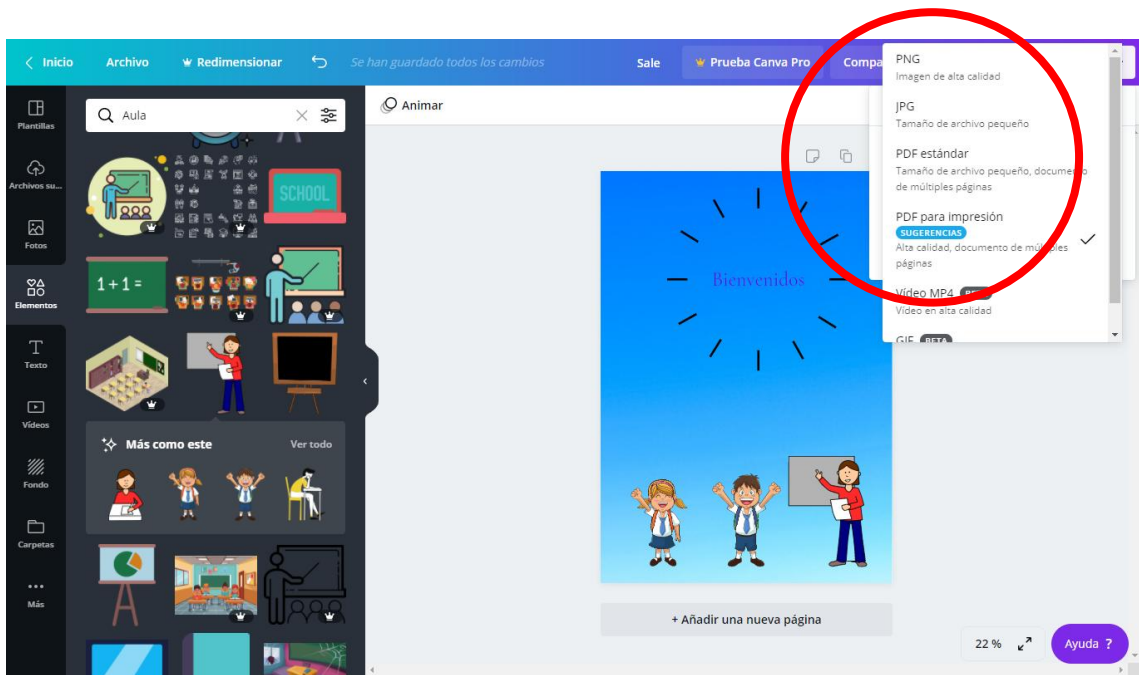 Inicio
Archivo
Redimensionar
Se han guardado todos los cambios
Sale
Prueba Canva Pro
Compa
Plantillas
Archivos su...
Fotos
Elementos
Texto
Vídeos
Fondo
Carpetas
Más
Aula
SCHOOL
1+1=
Más como este
Ver todo
Animar
Bienvenidos
+ Añadir una nueva página
PNG
Imagen de alta calidad
JPG
Tamaño de archivo pequeño
PDF estándar
Tamaño de archivo pequeño, documento
de múltiples páginas
PDF para impresión
SUGERENCIAS
Alta calidad, documento de múltiples
páginas
Vídeo MP4 BETA
Vídeo en alta calidad
GIF BETA
22 %
Ayuda ?